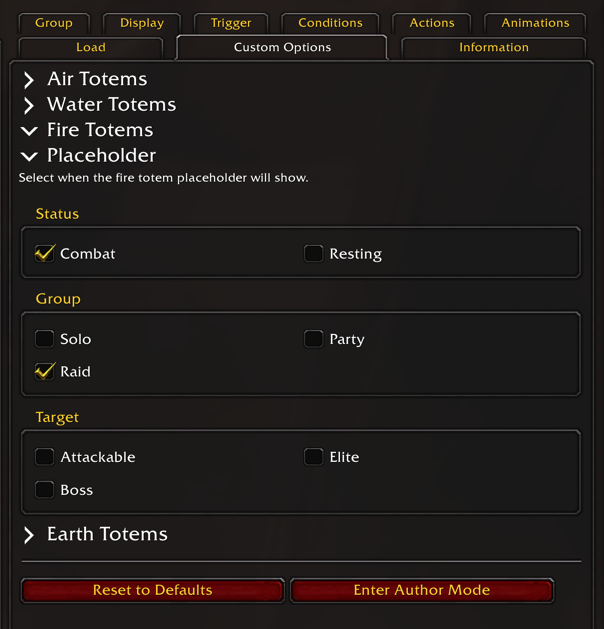 Group Display Trigger Conditions Actions Animations
Load Custom Options Information
Air Totems
Water Totems
Fire Totems
Placeholder
Select when the fire totem placeholder will show.
Status
Combat Resting
Group
Solo Party
Raid
Target
Attackable Elite
Boss
Earth Totems
Reset to Defaults Enter Author Mode